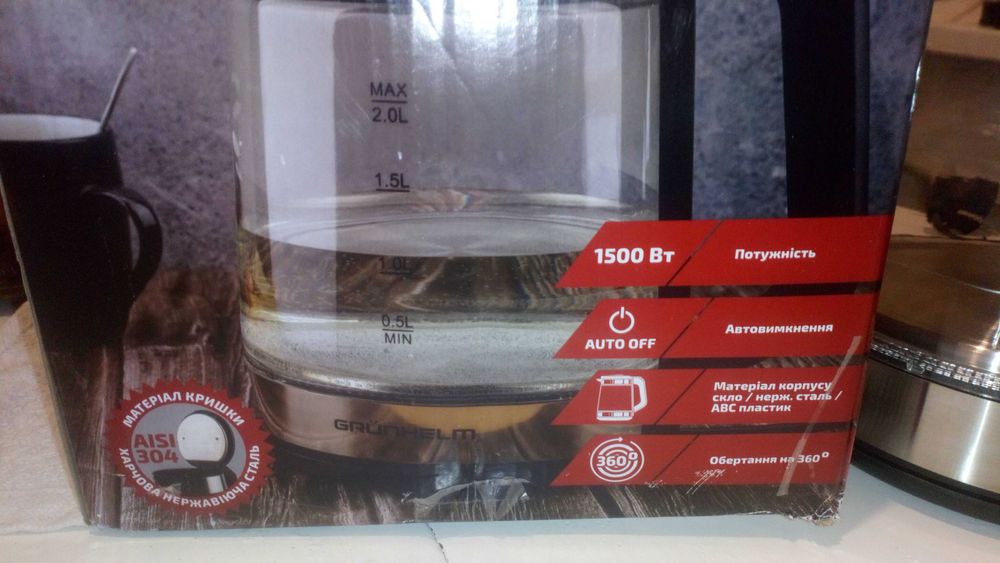 MAX
2.0L
1.5L
1.0L
0.5L
MIN
GRÜNHELM
1500 Вт
Потужність
AUTO OFF
Автовимкнення
Матеріал корпусу
скло / нерж. сталь /
АВС пластик
360°
Обертання на 360°
МАТЕРІАЛ КРИШКИ
AISI
304
ХАРЧОВА НЕРЖАВІЮЧА СТАЛЬ